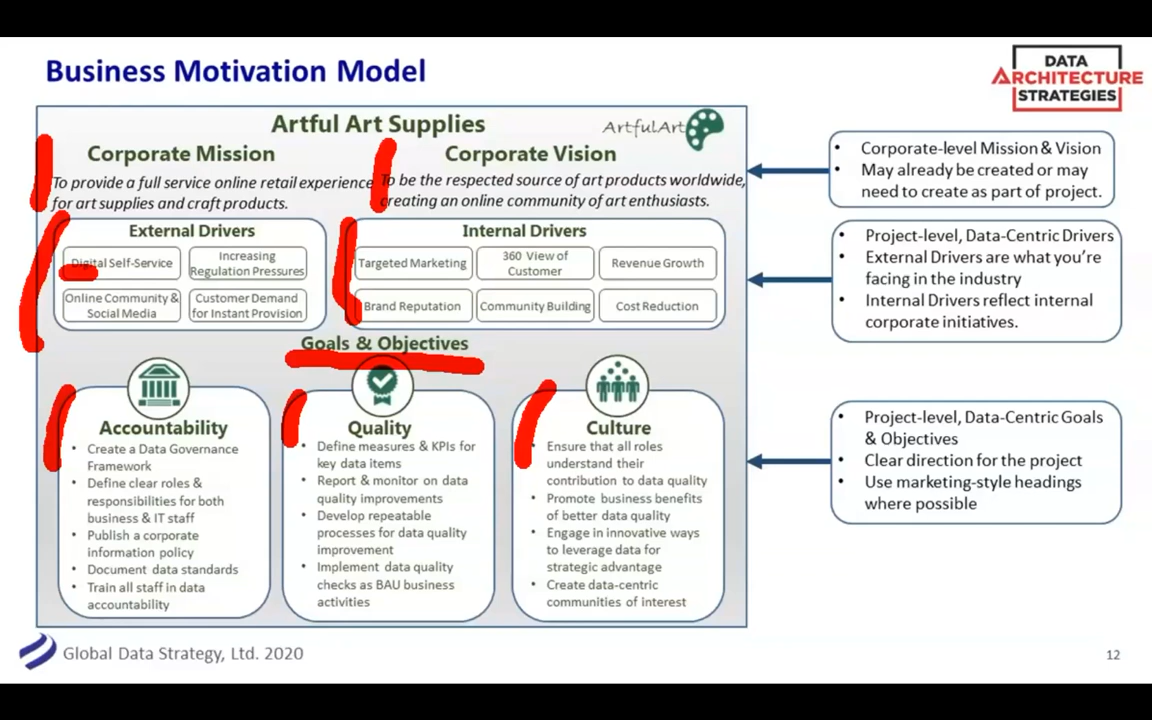 Business Motivation Model
DATA
ARCHITECTURE
STRATEGIES
Artful Art Supplies
ArtfulArt
Corporate Mission
To provide a full service online retail experience
for art supplies and craft products.
Corporate Vision
To be the respected source of art products worldwide,
creating an online community of art enthusiasts.
• Corporate-level Mission & Vision
• May already be created or may
need to create as part of project.
External Drivers
Digital Self-Service
Increasing
Regulation Pressures
Online Community &
Social Media
Customer Demand
for Instant Provision
Internal Drivers
Targeted Marketing
360 View of
Customer
Revenue Growth
Brand Reputation
Community Building
Cost Reduction
• Project-level, Data-Centric Drivers
• External Drivers are what you're
facing in the industry
• Internal Drivers reflect internal
corporate initiatives.
Goals & Objectives
Accountability
• Create a Data Governance
Framework
• Define clear roles &
responsibilities for both
business & IT staff
• Publish a corporate
information policy
• Document data standards
• Train all staff in data
accountability
Quality
• Define measures & KPIs for
key data items
• Report & monitor on data
quality improvements
• Develop repeatable
processes for data quality
improvement
• Implement data quality
checks as BAU business
activities
Culture
• Ensure that all roles
understand their
contribution to data quality
• Promote business benefits
of better data quality
• Engage in innovative ways
to leverage data for
strategic advantage
• Create data-centric
communities of interest
• Project-level, Data-Centric Goals
& Objectives
• Clear direction for the project
• Use marketing-style headings
where possible
Global Data Strategy, Ltd. 2020
12